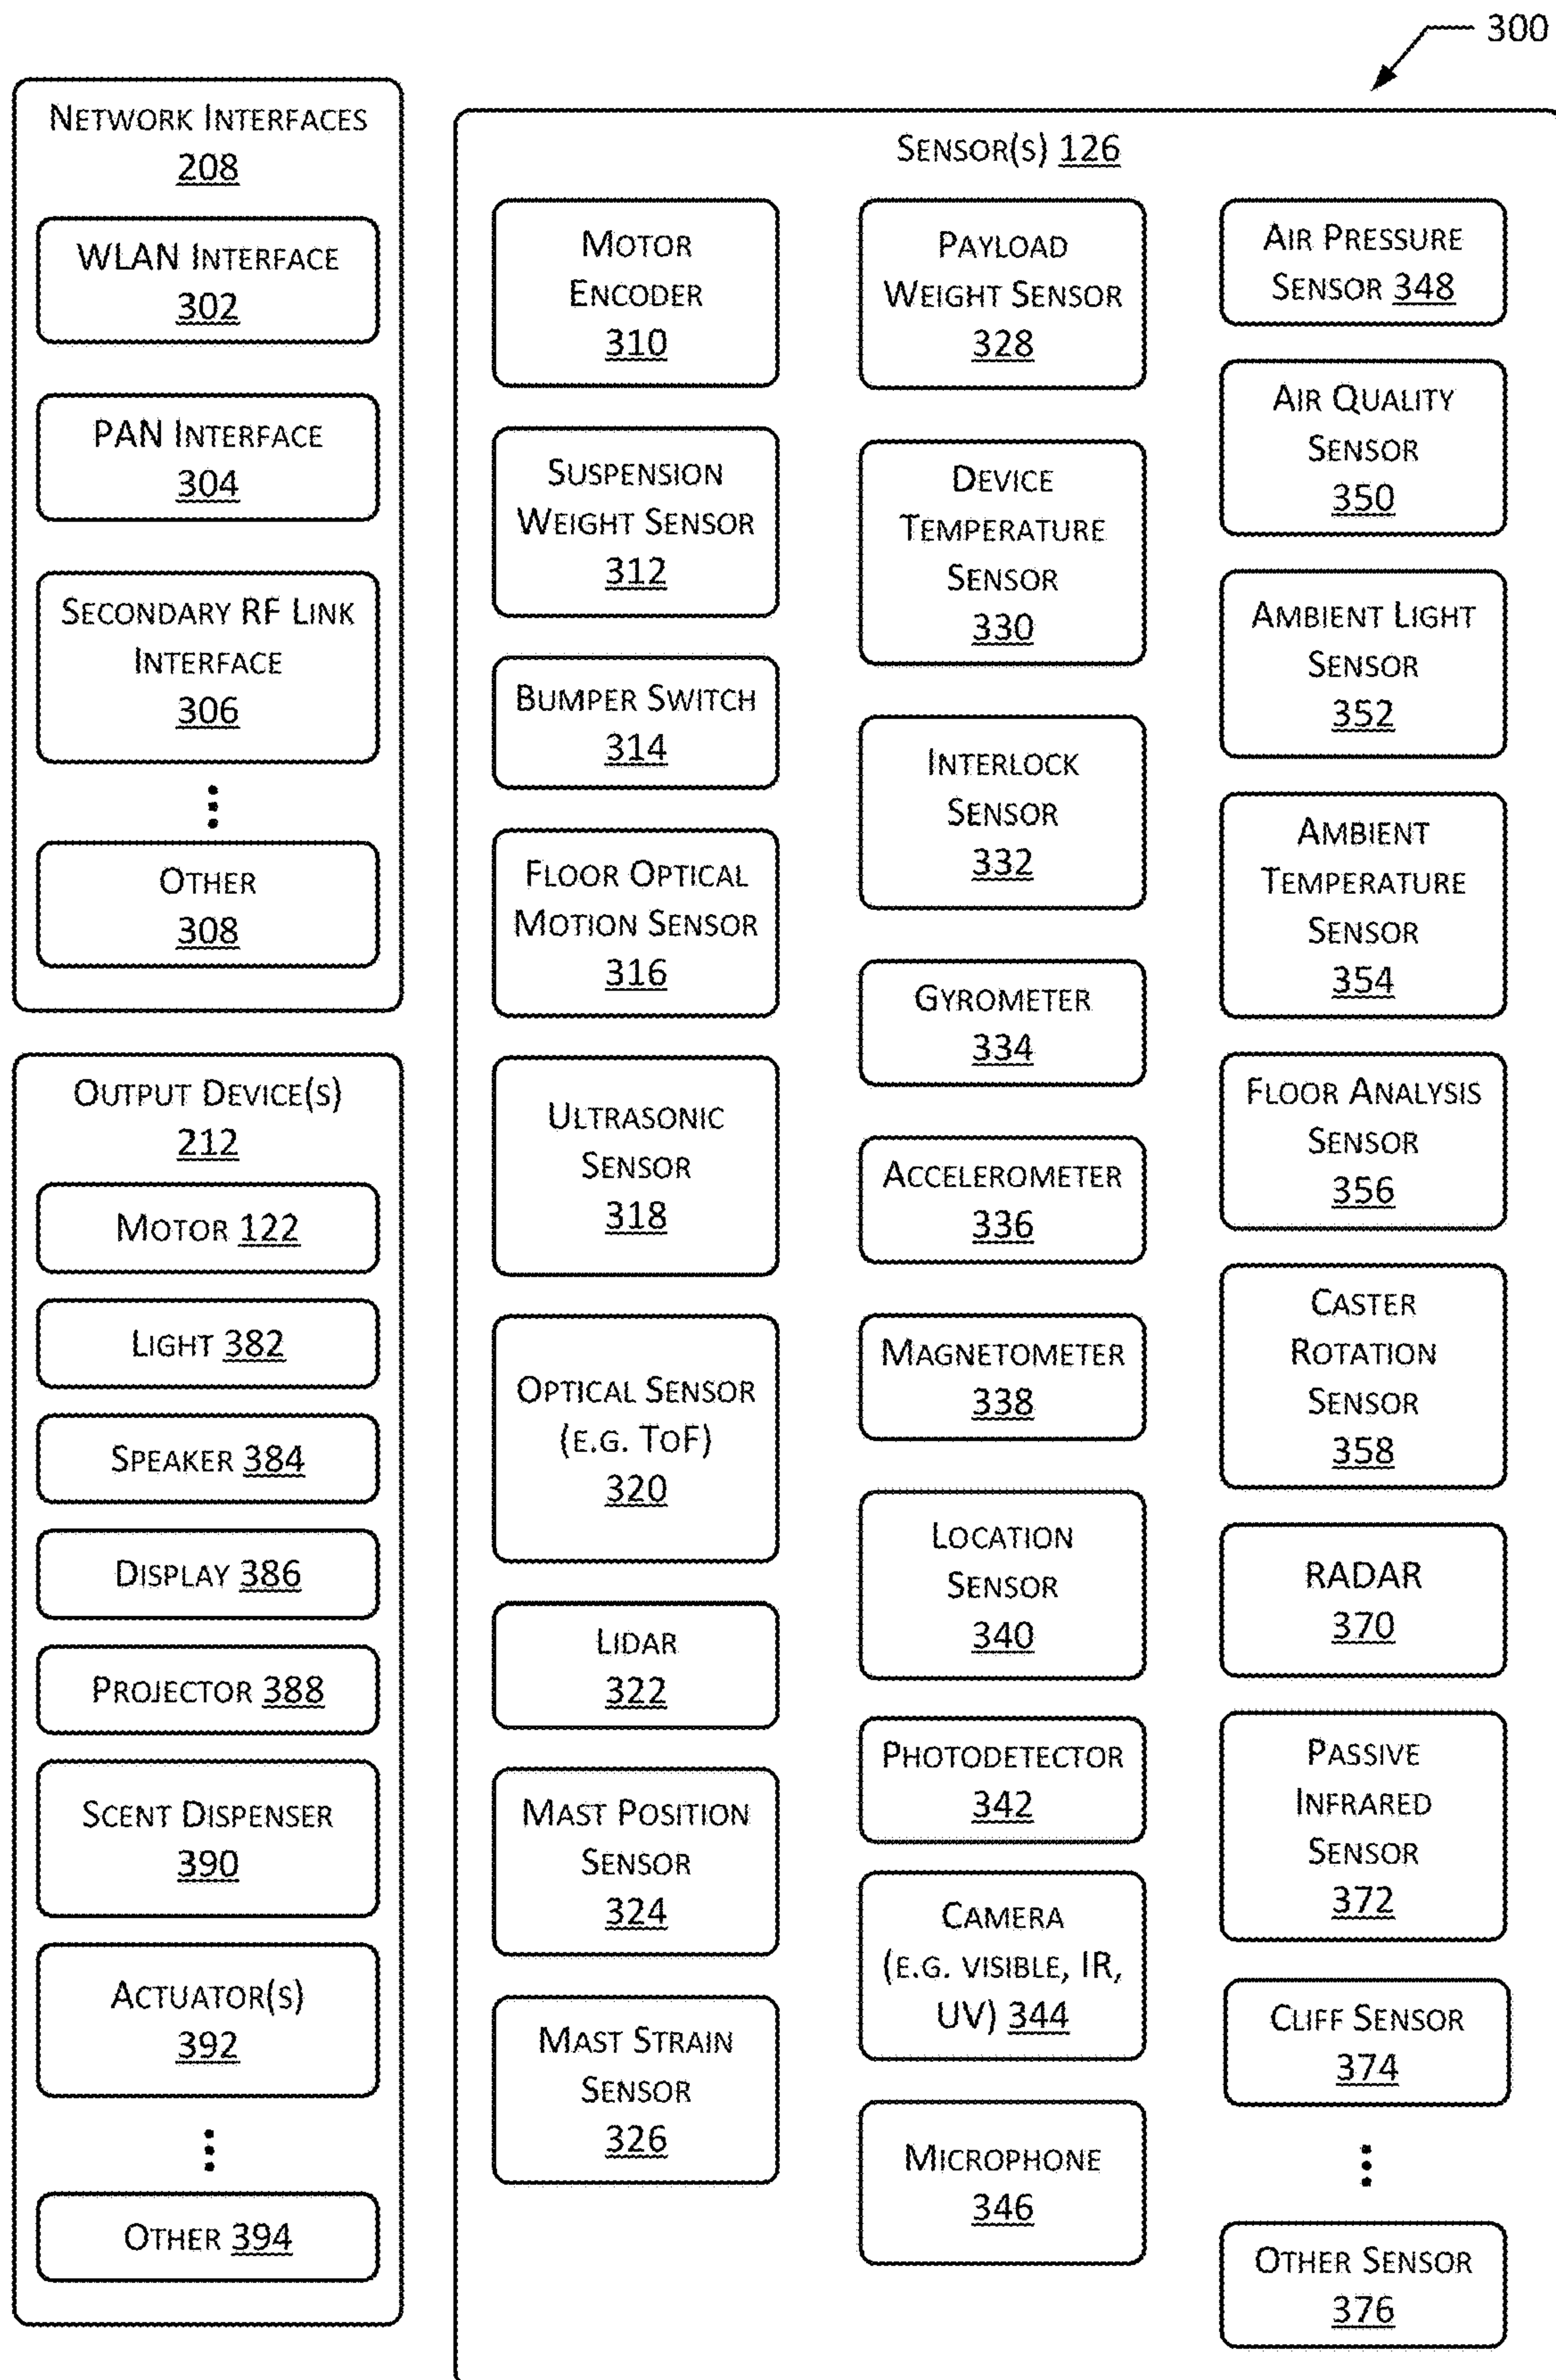 300
NETWORK INTERFACES
208
WLAN INTERFACE
302
PAN INTERFACE
304
SECONDARY RF LINK
INTERFACE
306
OTHER
308
OUTPUT DEVICE(S)
212
MOTOR 122
LIGHT 382
SPEAKER 384
DISPLAY 386
PROJECTOR 388
SCENT DISPENSER
390
ACTUATOR(S)
392
OTHER 394
SENSOR(S) 126
MOTOR
ENCODER
310
SUSPENSION
WEIGHT SENSOR
312
BUMPER SWITCH
314
FLOOR OPTICAL
MOTION SENSOR
316
ULTRASONIC
SENSOR
318
OPTICAL SENSOR
(E.G. TOF)
320
LIDAR
322
MAST POSITION
SENSOR
324
MAST STRAIN
SENSOR
326
PAYLOAD
WEIGHT SENSOR
328
DEVICE
TEMPERATURE
SENSOR
330
INTERLOCK
SENSOR
332
GYROMETER
334
ACCELEROMETER
336
MAGNETOMETER
338
LOCATION
SENSOR
340
PHOTODETECTOR
342
CAMERA
(E.G. VISIBLE, IR,
UV) 344
MICROPHONE
346
AIR PRESSURE
SENSOR 348
AIR QUALITY
SENSOR
350
AMBIENT LIGHT
SENSOR
352
AMBIENT
TEMPERATURE
SENSOR
354
FLOOR ANALYSIS
SENSOR
356
CASTER
ROTATION
SENSOR
358
RADAR
370
PASSIVE
INFRARED
SENSOR
372
CLIFF SENSOR
374
OTHER SENSOR
376